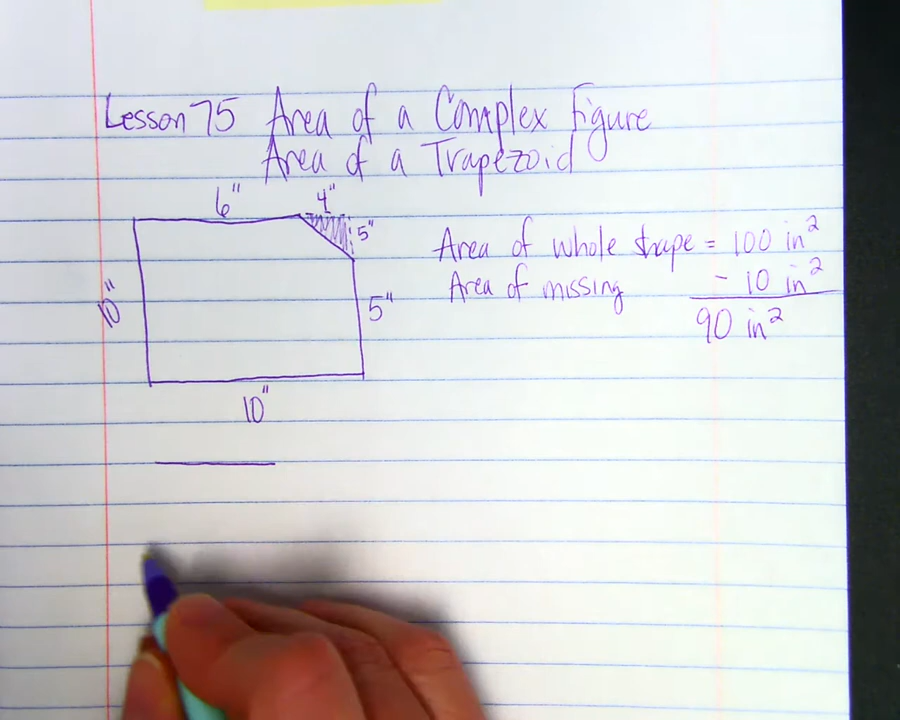 Lesson 75 Area of a Complex Figure
Area of a Trapezoid
6" 4"
5"
10"
5"
10"
Area of whole shape = 100 in²
Area of missing - 10 in²
90 in²